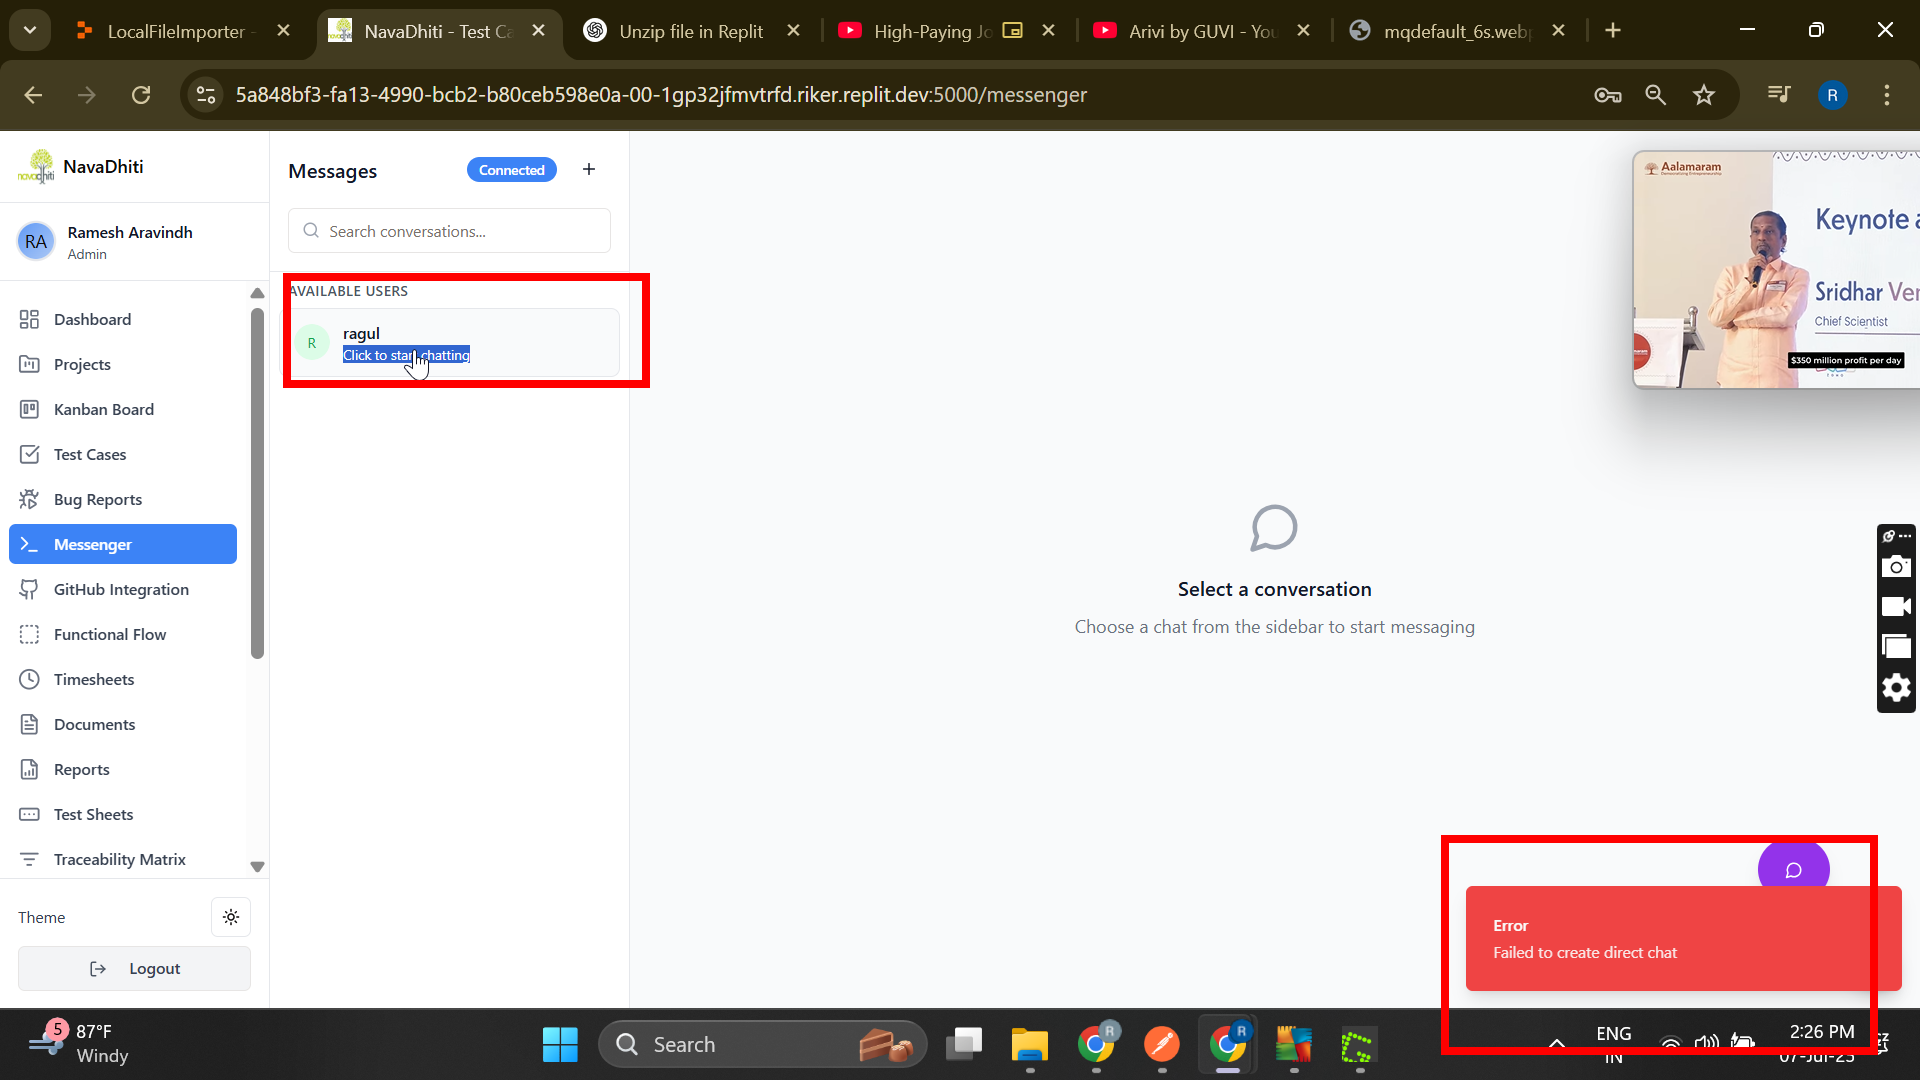 LocalFileImporter -
NavaDhiti - Test Ca
Unzip file in Replit
High-Paying Jo
Arivi by GUVI - You
mqdefault_6s.webp
5a848bf3-fa13-4990-bcb2-b80ceb598e0a-00-1gp32jfmvtrfd.riker.replit.dev:5000/messenger
R
NavaDhiti
RA
Ramesh Aravindh
Admin
Dashboard
Projects
Kanban Board
Test Cases
Bug Reports
Messenger
GitHub Integration
Functional Flow
Timesheets
Documents
Reports
Test Sheets
Traceability Matrix
Theme
Logout
Messages
Connected
Search conversations...
AVAILABLE USERS
R
ragul
Click to start chatting
Select a conversation
Choose a chat from the sidebar to start messaging
Aalamaram
Keynote a
Sridhar Ver
Chief Scientist
$350 million profit per day
Error
Failed to create direct chat
5
87°F
Windy
Search
R
R
ENG
IN
2:26 PM
07-Jul-25